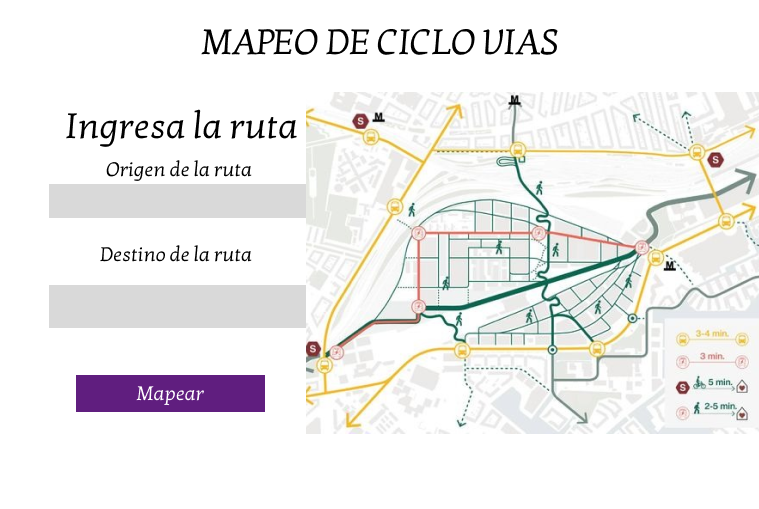 MAPEO DE CICLO VIAS
Ingresa la ruta
Origen de la ruta
Destino de la ruta
Mapear
S
M
M
S
M
S
3-4 min.
3 min.
S 5 min.
2-5 min.